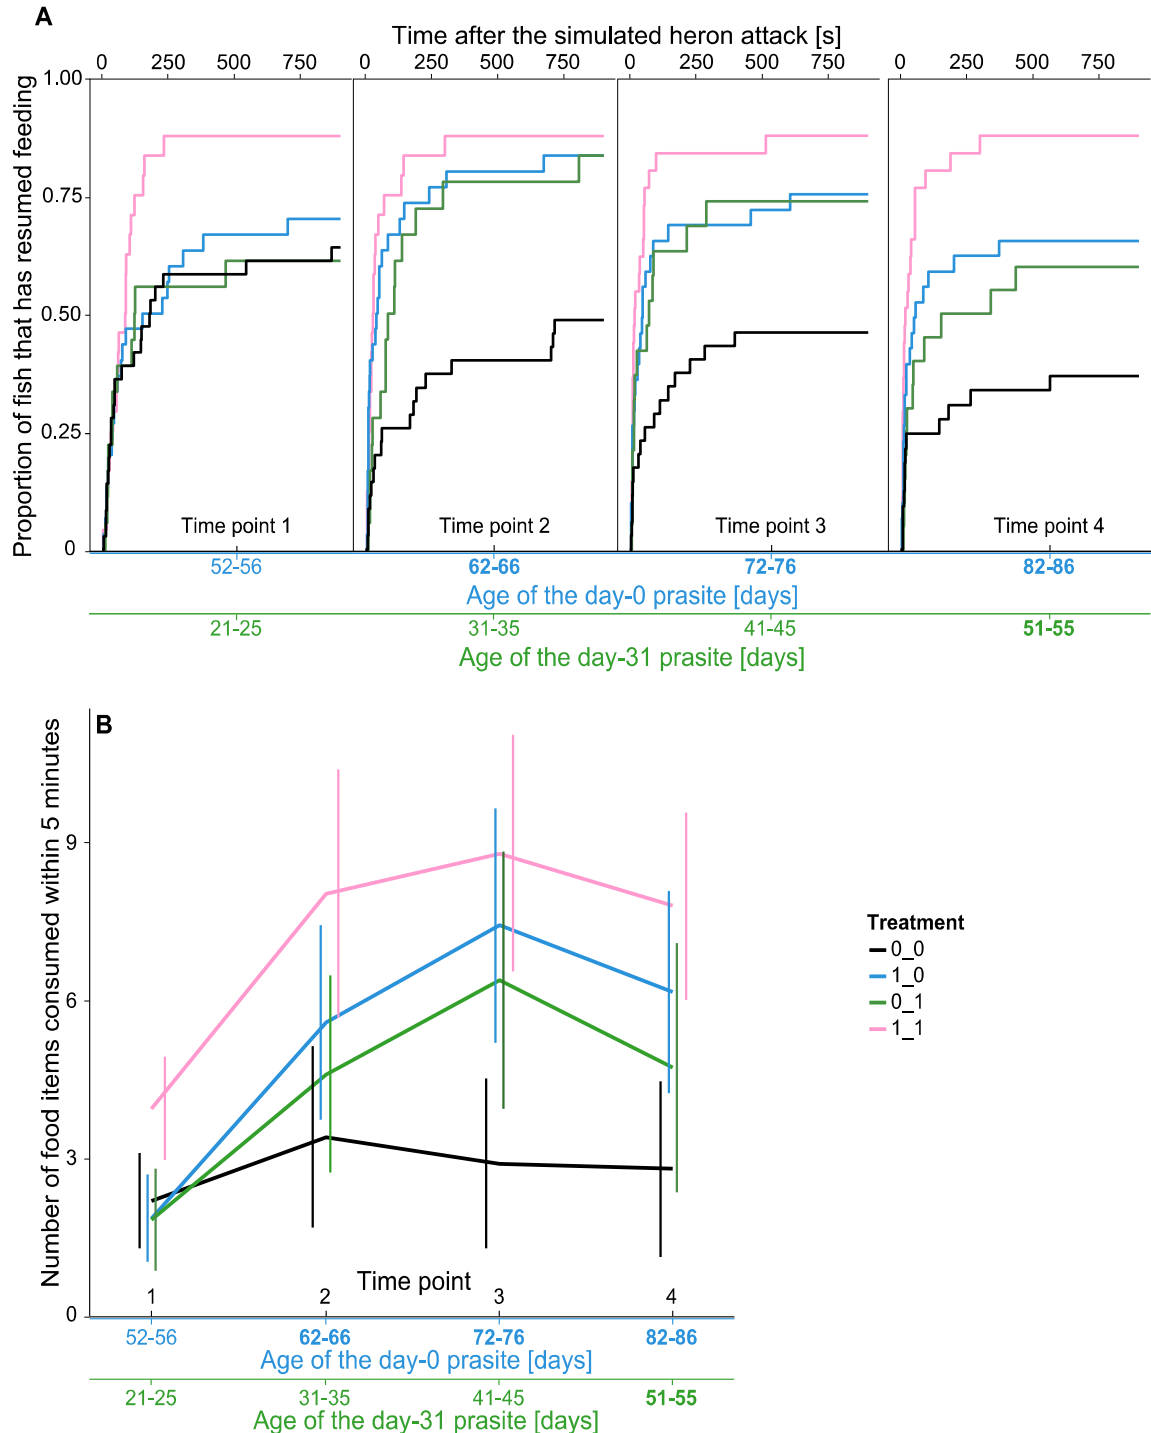 A
Time after the simulated heron attack [s]
0 250 500 750 0 250 500 750 0 250 500 750 0 250 500 750
Proportion of fish that has resumed feeding
1.00
0.75
0.50
0.25
0
Time point 1 Time point 2 Time point 3 Time point 4
52-56 62-66 72-76 82-86
Age of the day-0 prasite [days]
21-25 31-35 41-45 51-55
Age of the day-31 prasite [days]
B
Number of food items consumed within 5 minutes
9
6
3
0
Treatment
0_0
1_0
0_1
1_1
Time point
1 2 3 4
52-56 62-66 72-76 82-86
Age of the day-0 prasite [days]
21-25 31-35 41-45 51-55
Age of the day-31 prasite [days]